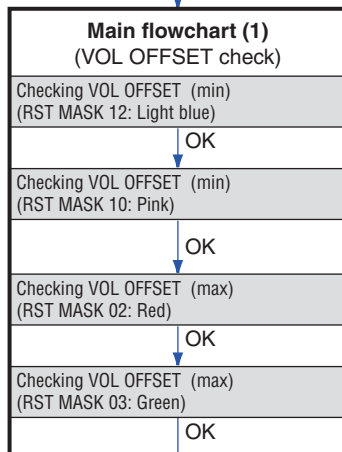 Main flowchart (1)
(VOL OFFSET check)
Checking VOL OFFSET (min)
(RST MASK 12: Light blue)
OK
Checking VOL OFFSET (min)
(RST MASK 10: Pink)
OK
Checking VOL OFFSET (max)
(RST MASK 02: Red)
OK
Checking VOL OFFSET (max)
(RST MASK 03: Green)
OK